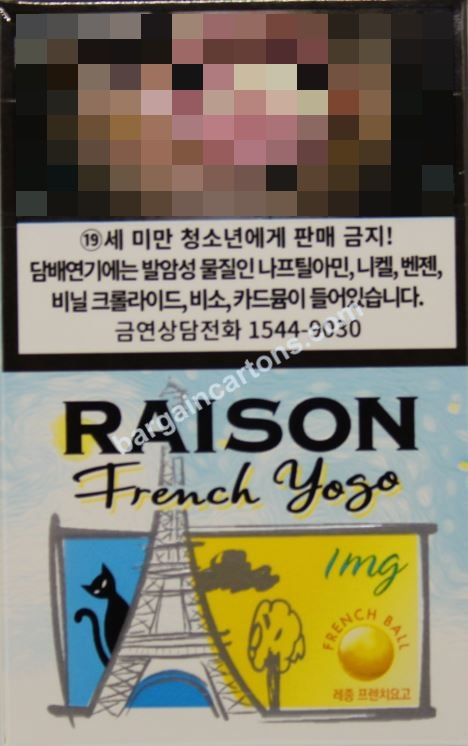 ⑲세 미만 청소년에게 판매 금지!
담배연기에는 발암성 물질인 나프틸아민, 니켈, 벤젠,
비닐 크롤라이드, 비소, 카드뮴이 들어있습니다.
금연상담전화 1544-9030
bargaincartons.com
RAISON
French Yogo
1mg
FRENCH BALL
레종 프렌치요고